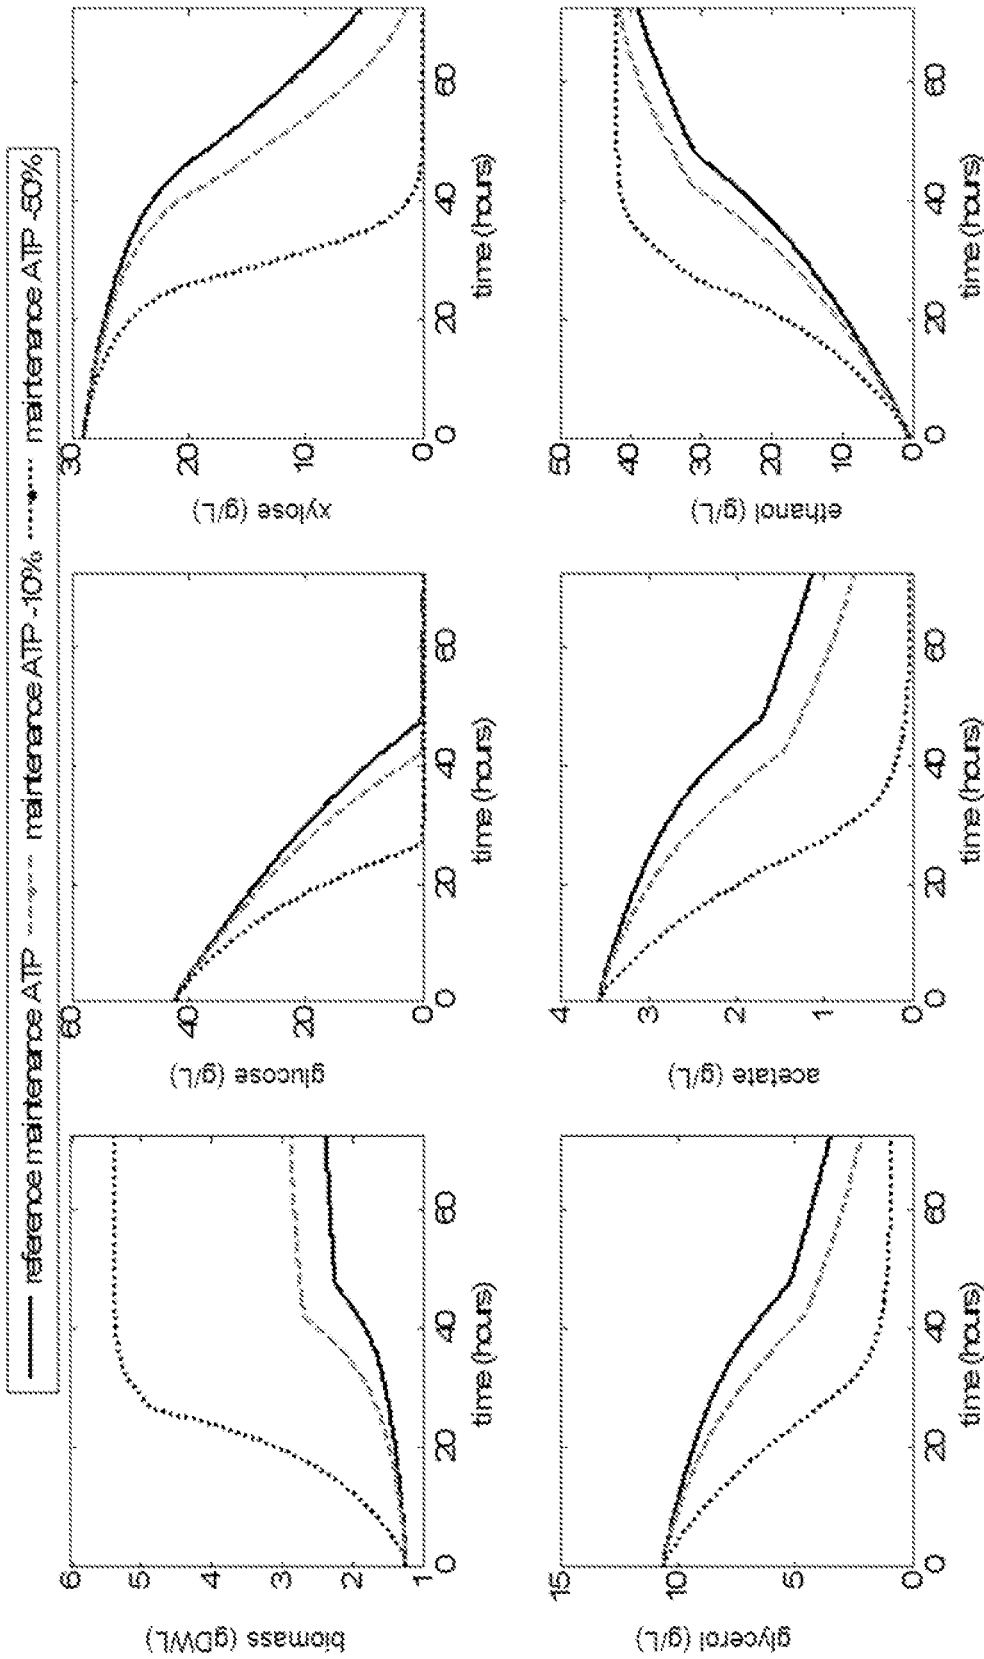 reference maintenance ATP maintenance ATP -10% maintenance ATP -50%
biomass (gDW/L)
6
5
4
3
2
1
0 20 40 60
time (hours)
glucose (g/L)
60
40
20
0
0 20 40 60
time (hours)
xylose (g/L)
30
20
10
0
0 20 40 60
time (hours)
glycerol (g/L)
15
10
5
0
0 20 40 60
time (hours)
acetate (g/L)
4
3
2
1
0
0 20 40 60
time (hours)
ethanol (g/L)
50
40
30
20
10
0
0 20 40 60
time (hours)